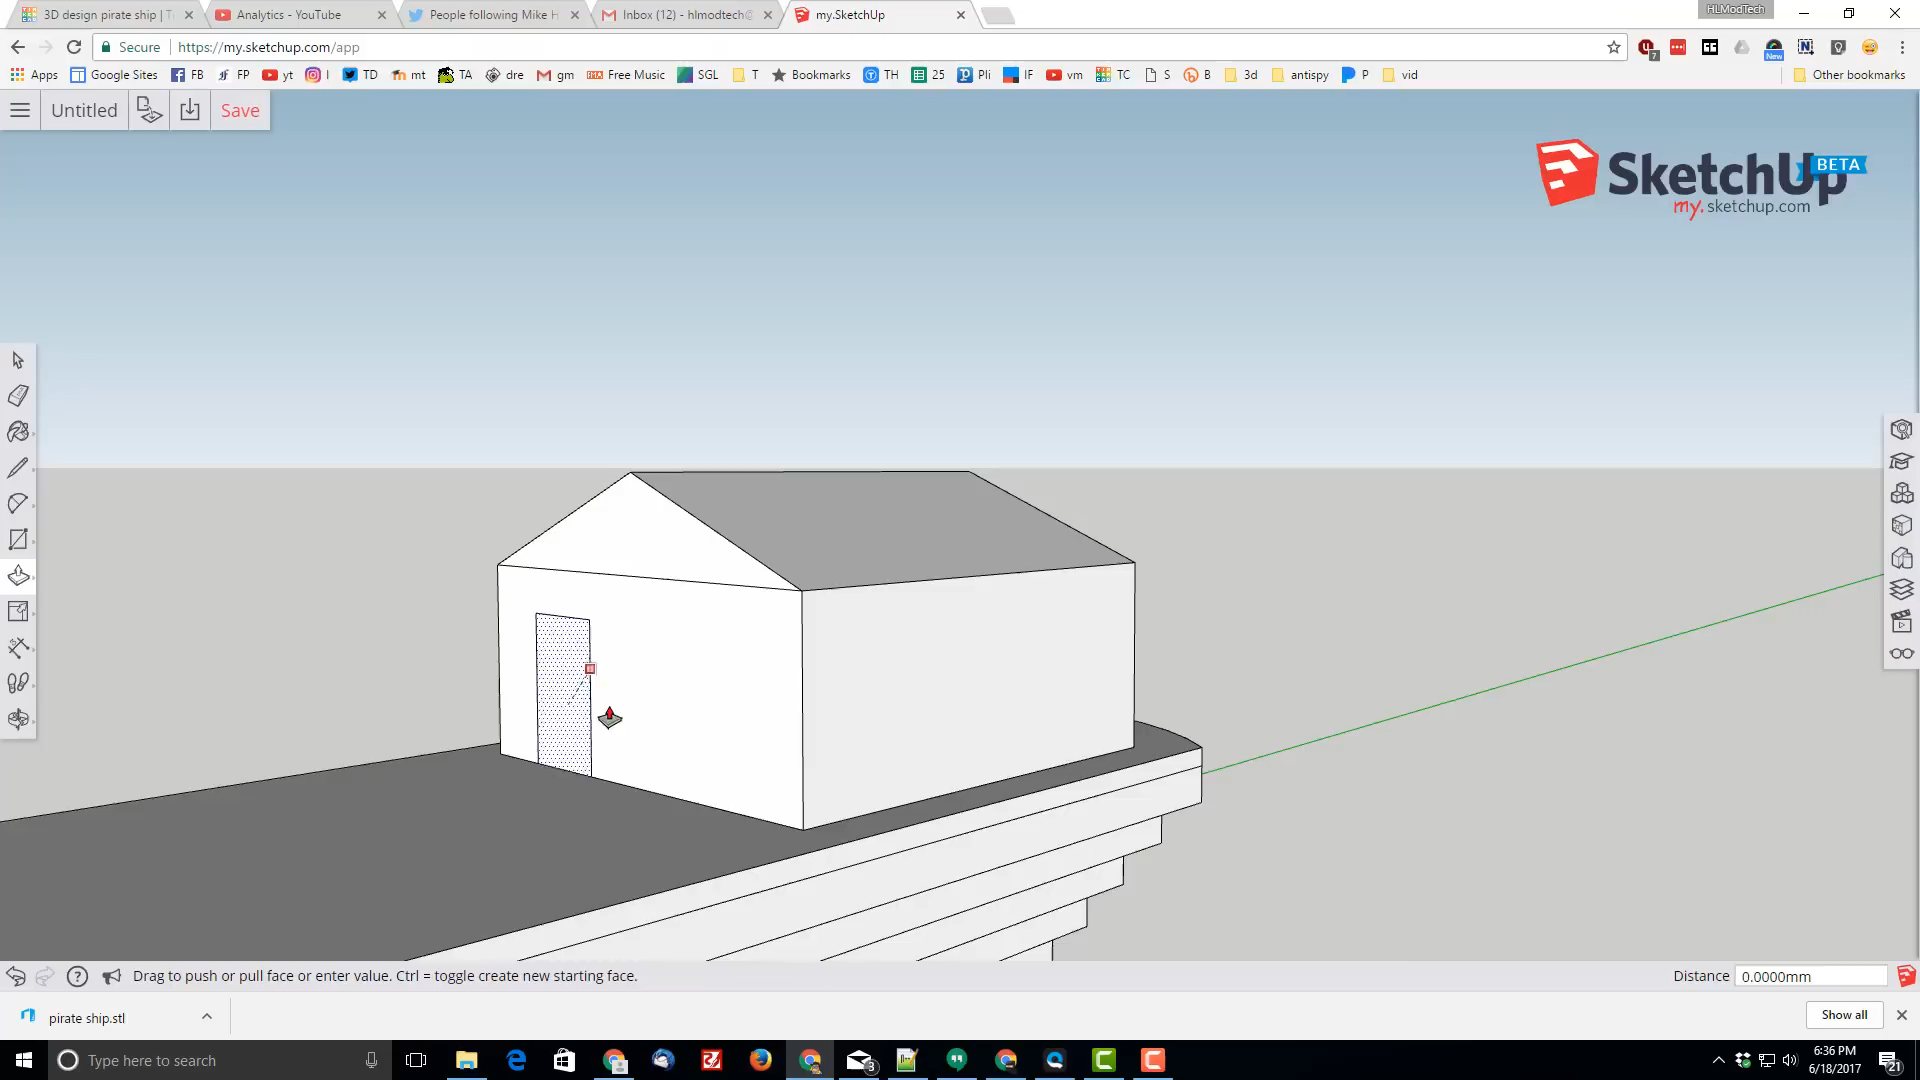 3D design pirate ship | T
Analytics - YouTube
People following Mike H
Inbox (12) - hlmodtech@
my.SketchUp
HLModTech
Secure
https://my.sketchup.com/app
7
New
Apps
Google Sites
FB
FP
yt
I
TD
mt
TA
dre
gm
Free Music
SGL
T
Bookmarks
TH
25
Pli
IF
vm
TC
S
B
3d
antispy
P
vid
Other bookmarks
Untitled
Save
SketchUp
BETA
my.sketchup.com
Drag to push or pull face or enter value. Ctrl = toggle create new starting face.
Distance
0.0000mm
pirate ship.stl
Show all
Type here to search
3
6:36 PM
6/18/2017
21